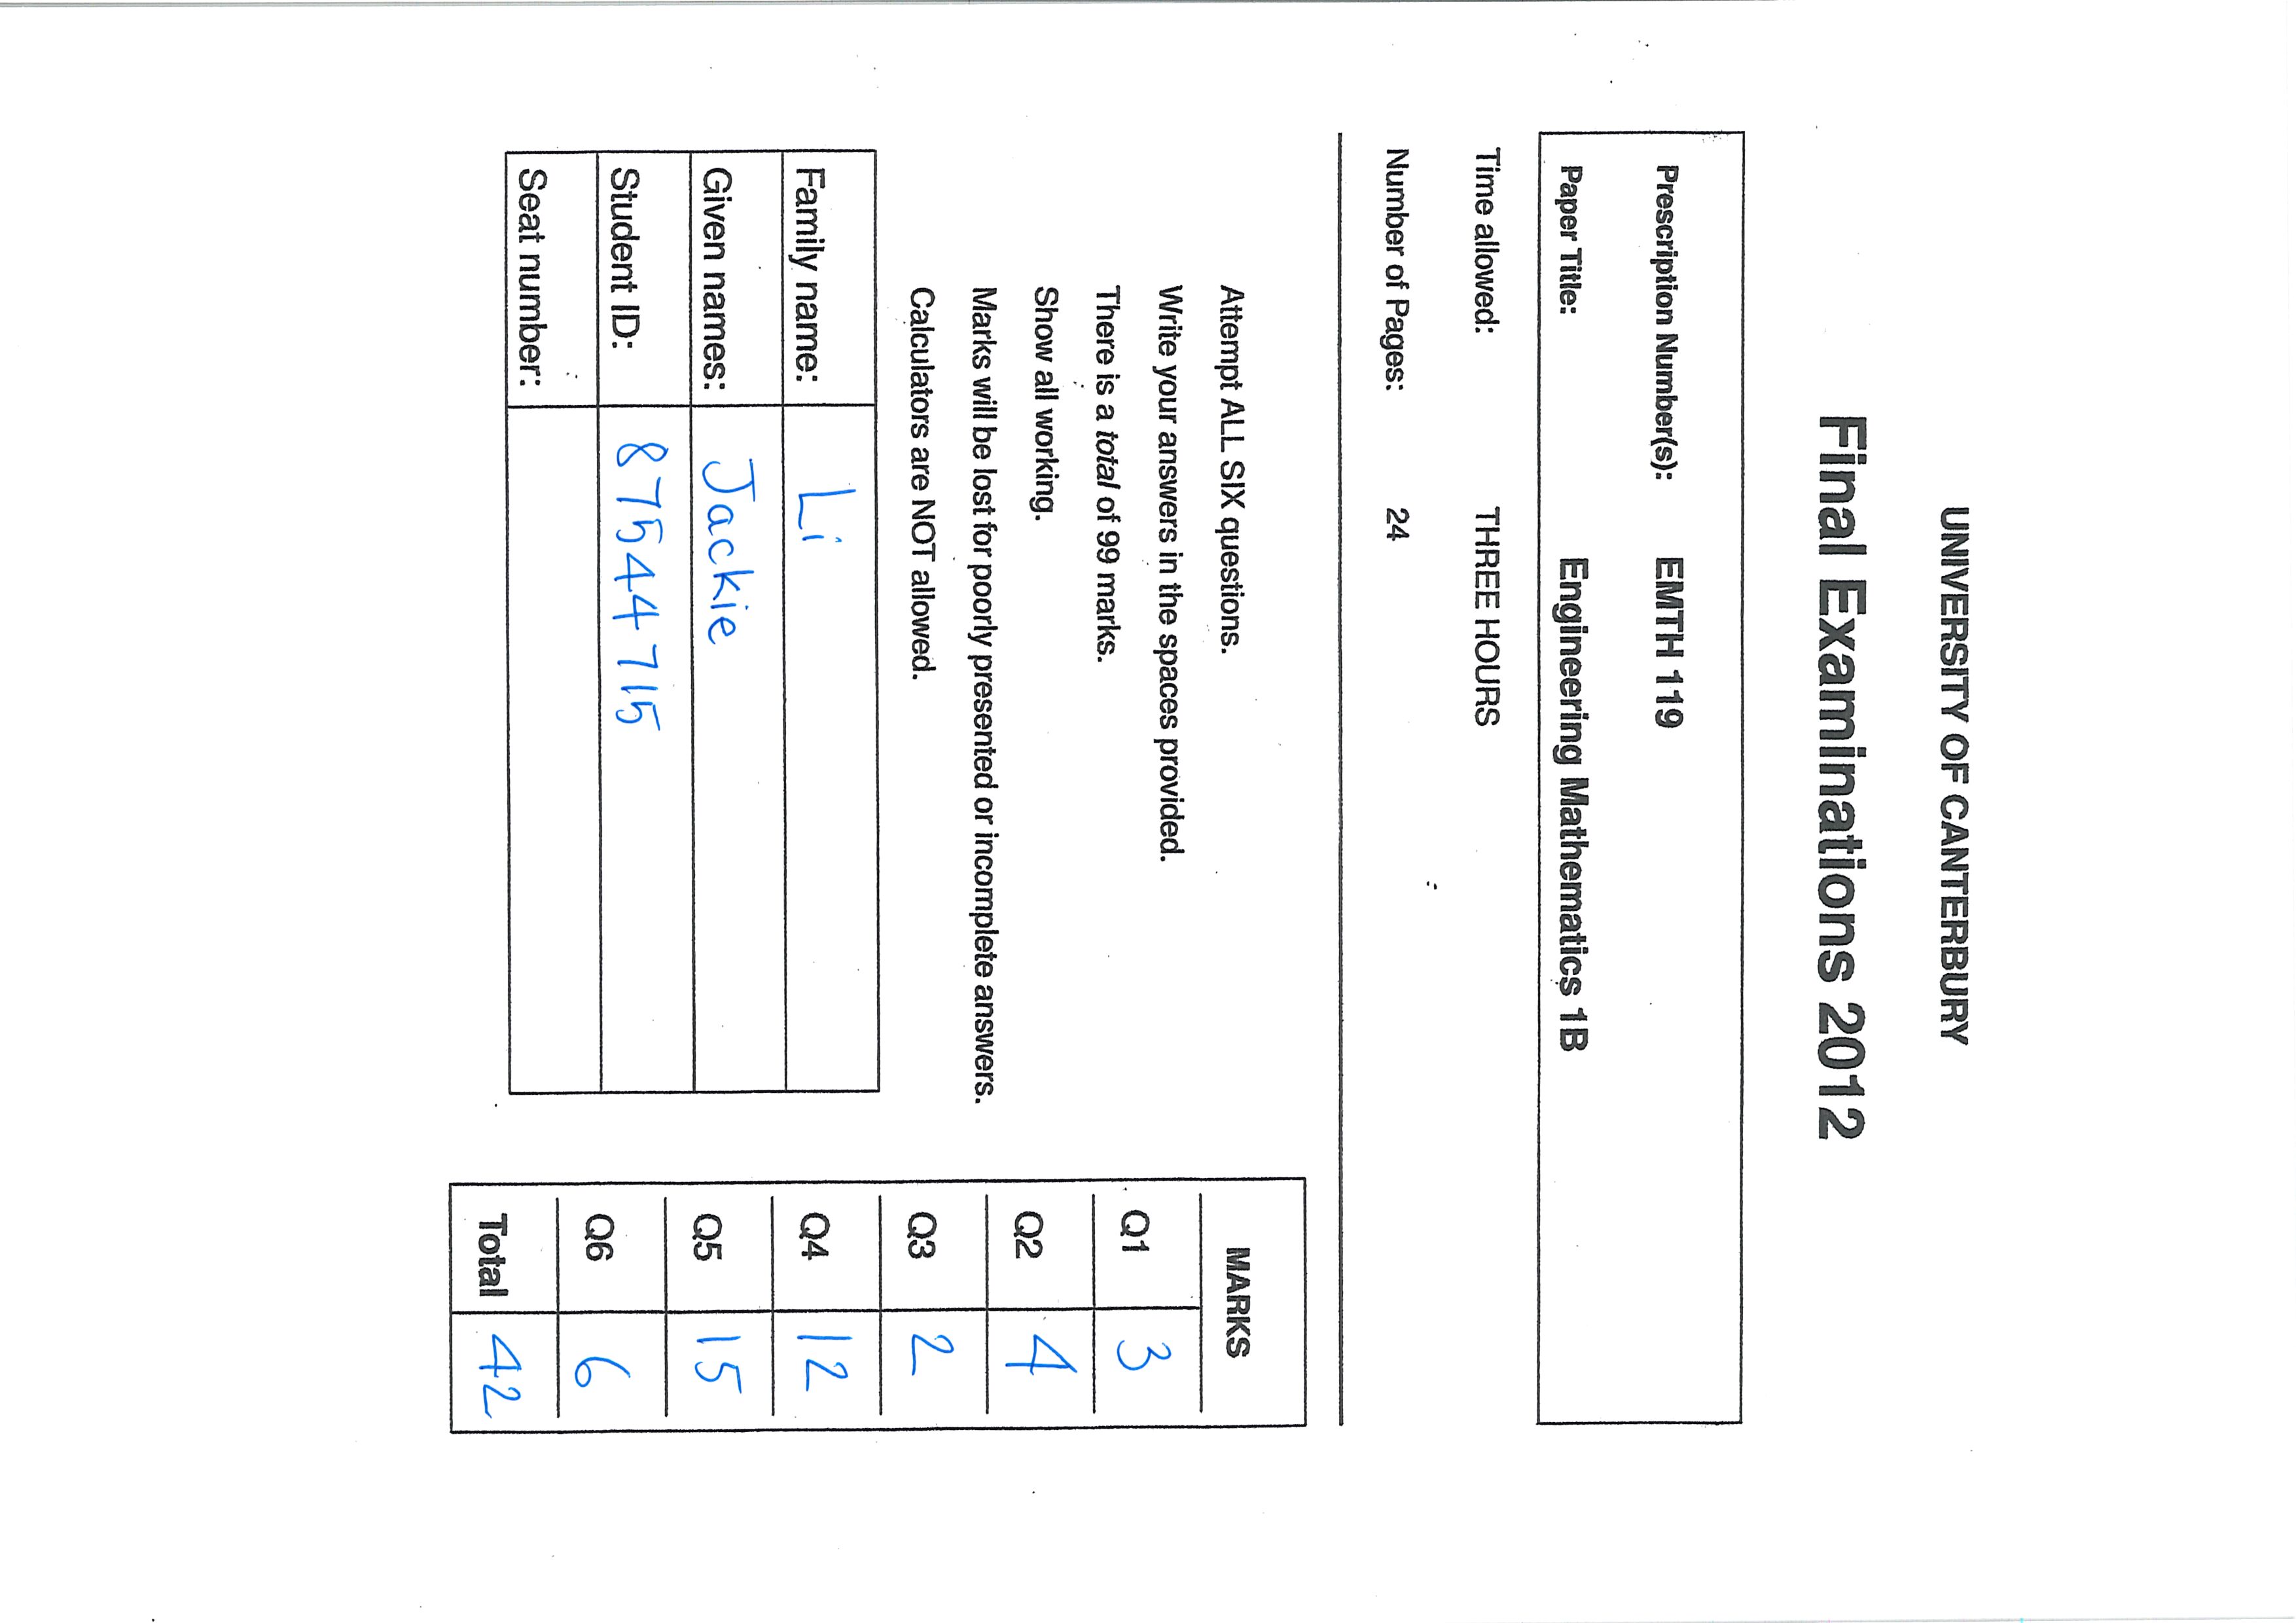 UNIVERSITY OF CANTERBURY
Final Examinations 2012
Prescription Number(s): EMTH 119
Paper Title: Engineering Mathematics 1B
Time allowed: THREE HOURS
Number of Pages: 24
Attempt ALL SIX questions.
Write your answers in the spaces provided.
There is a total of 99 marks.
Show all working.
Marks will be lost for poorly presented or incomplete answers.
Calculators are NOT allowed.
Family name: Li
Given names: Jackie
Student ID: 87544715
Seat number:
MARKS
Q1 3
Q2 4
Q3 2
Q4 12
Q5 15
Q6 6
Total 42